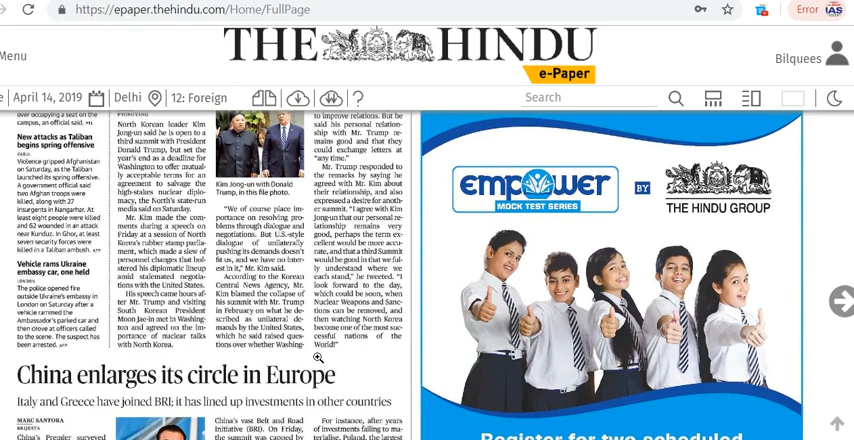 https://epaper.thehindu.com/Home/FullPage
Error
IAS
Menu
THE HINDU
e-Paper
Bilquees
e | April 14, 2019
Delhi
12: Foreign
Search
over occupying a seat on the
campus, an official said. PTI
New attacks as Taliban
begins spring offensive
KABUL
Violence gripped Afghanistan
on Saturday, as the Taliban
launched its spring offensive.
A government official said
two Afghan troops were
killed, along with 27
insurgents in Nangarhar. At
least eight people were killed
and 62 wounded in an attack
near Kunduz. In Ghor, at least
seven security forces were
killed in a Taliban ambush. AFP
Vehicle rams Ukraine
embassy car, one held
LONDON
The police opened fire
outside Ukraine's embassy in
London on Saturday after a
vehicle rammed the
Ambassador's parked car and
then drove at officers called
to the scene. The suspect has
been arrested. AFP
PYONGYANG
North Korean leader Kim
Jong-un said he is open to a
third summit with President
Donald Trump, but set the
year's end as a deadline for
Washington to offer mutual-
ly acceptable terms for an
agreement to salvage the
high-stakes nuclear diplo-
macy, the North's state-run
media said on Saturday.
Mr. Kim made the com-
ments during a speech on
Friday at a session of North
Korea's rubber stamp parlia-
ment, which made a slew of
personnel changes that bol-
stered his diplomatic lineup
amid stalemated negotia-
tions with the United States.
His speech came hours af-
ter Mr. Trump and visiting
South Korean President
Moon Jae-in met in Washing-
ton and agreed on the im-
portance of nuclear talks
with North Korea.
Kim Jong-un with Donald
Trump, in this file photo.
"We of course place im-
portance on resolving pro-
blems through dialogue and
negotiations. But U.S.-style
dialogue of unilaterally
pushing its demands doesn't
fit us, and we have no inter-
est in it," Mr. Kim said.
According to the Korean
Central News Agency, Mr.
Kim blamed the collapse of
his summit with Mr. Trump
in February on what he de-
scribed as unilateral de-
mands by the United States,
which he said raised ques-
tions over whether Washing-
to improve relations. But he
said his personal relation-
ship with Mr. Trump re-
mains good and that they
could exchange letters at
"any time."
Mr. Trump responded to
the remarks by saying he
agreed with Mr. Kim about
their relationship, and also
expressed a desire for anoth-
er summit. "I agree with Kim
Jong-un that our personal re-
lationship remains very
good, perhaps the term ex-
cellent would be more accu-
rate, and that a third Summit
would be good in that we ful-
ly understand where we
each stand," he tweeted. "I
look forward to the day,
which could be soon, when
Nuclear Weapons and Sanc-
tions can be removed, and
then watching North Korea
become one of the most suc-
cessful nations of the
World!"
China enlarges its circle in Europe
Italy and Greece have joined BRI; it has lined up investments in other countries
MARC SANTORA
BRIJESTA
China's Premier surveyed
China's vast Belt and Road
Initiative (BRI). On Friday,
the summit was capped by
For instance, after years
of investments failing to ma-
terialise, Poland, the largest
empower
MOCK TEST SERIES
BY
THE HINDU
THE HINDU GROUP
Register for two scheduled